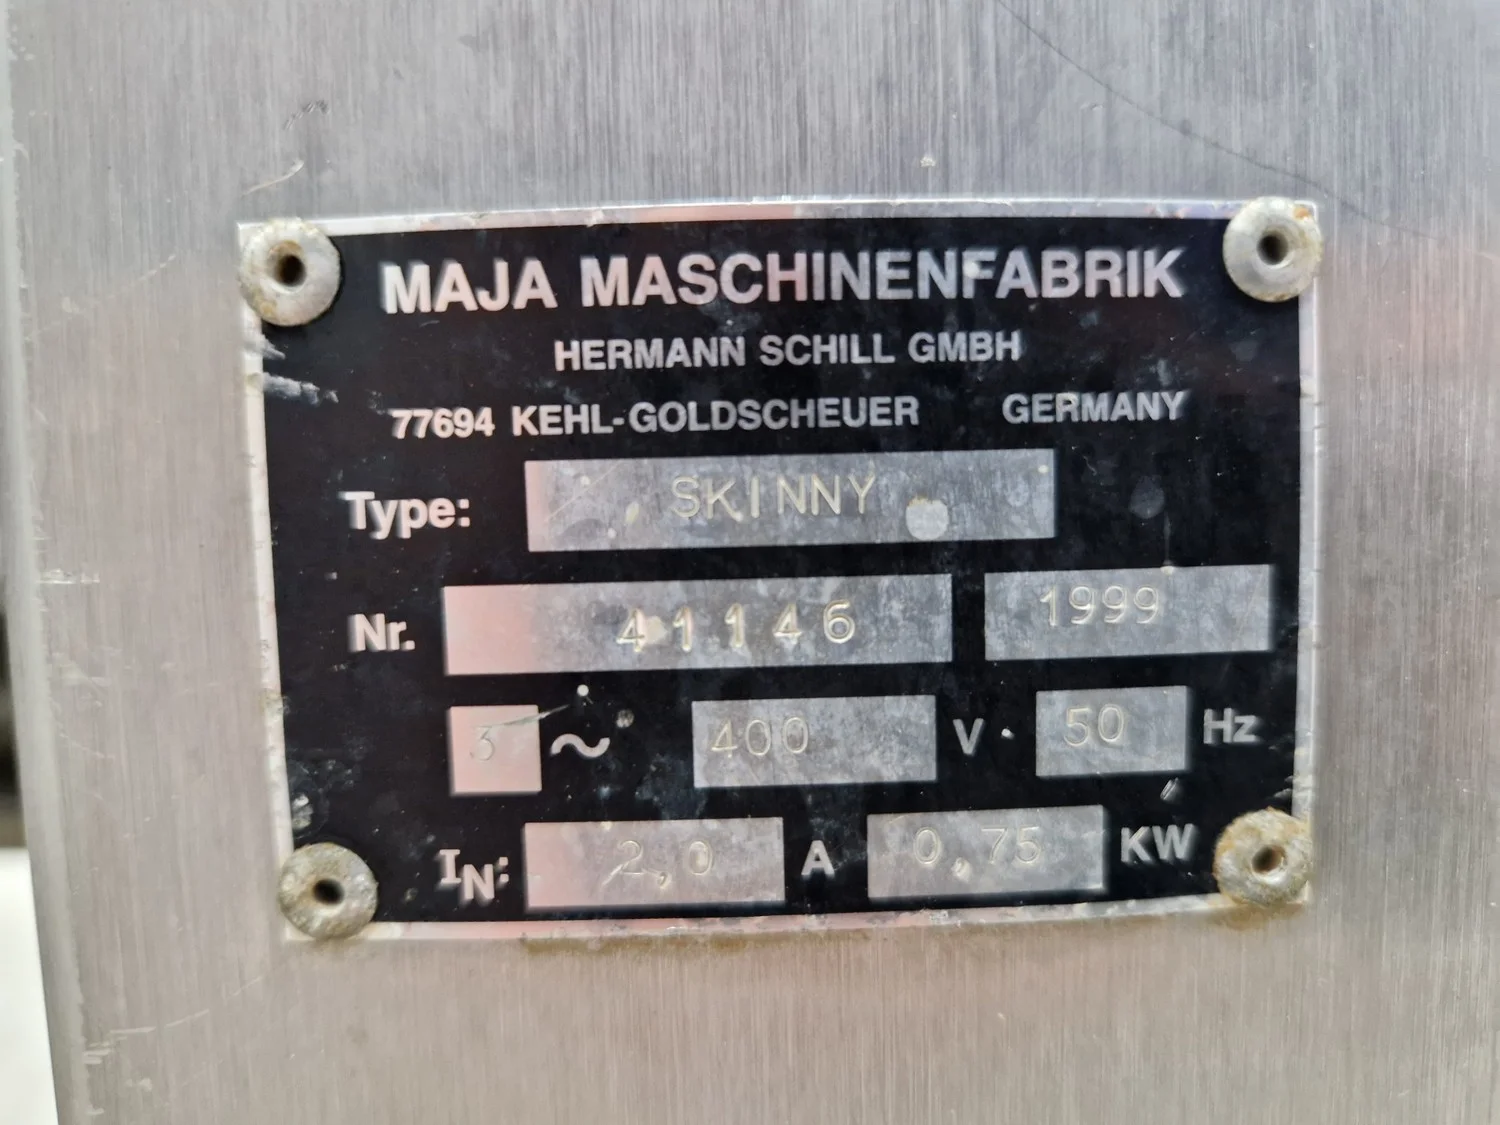 MAJA MASCHINENFABRIK
HERMANN SCHILL GMBH
77694 KEHL-GOLDSCHEUER GERMANY
Type: SKINNY
Nr. 41146 1999
3 ~ 400 V · 50 Hz
IN: 2,0 A 0,75 KW